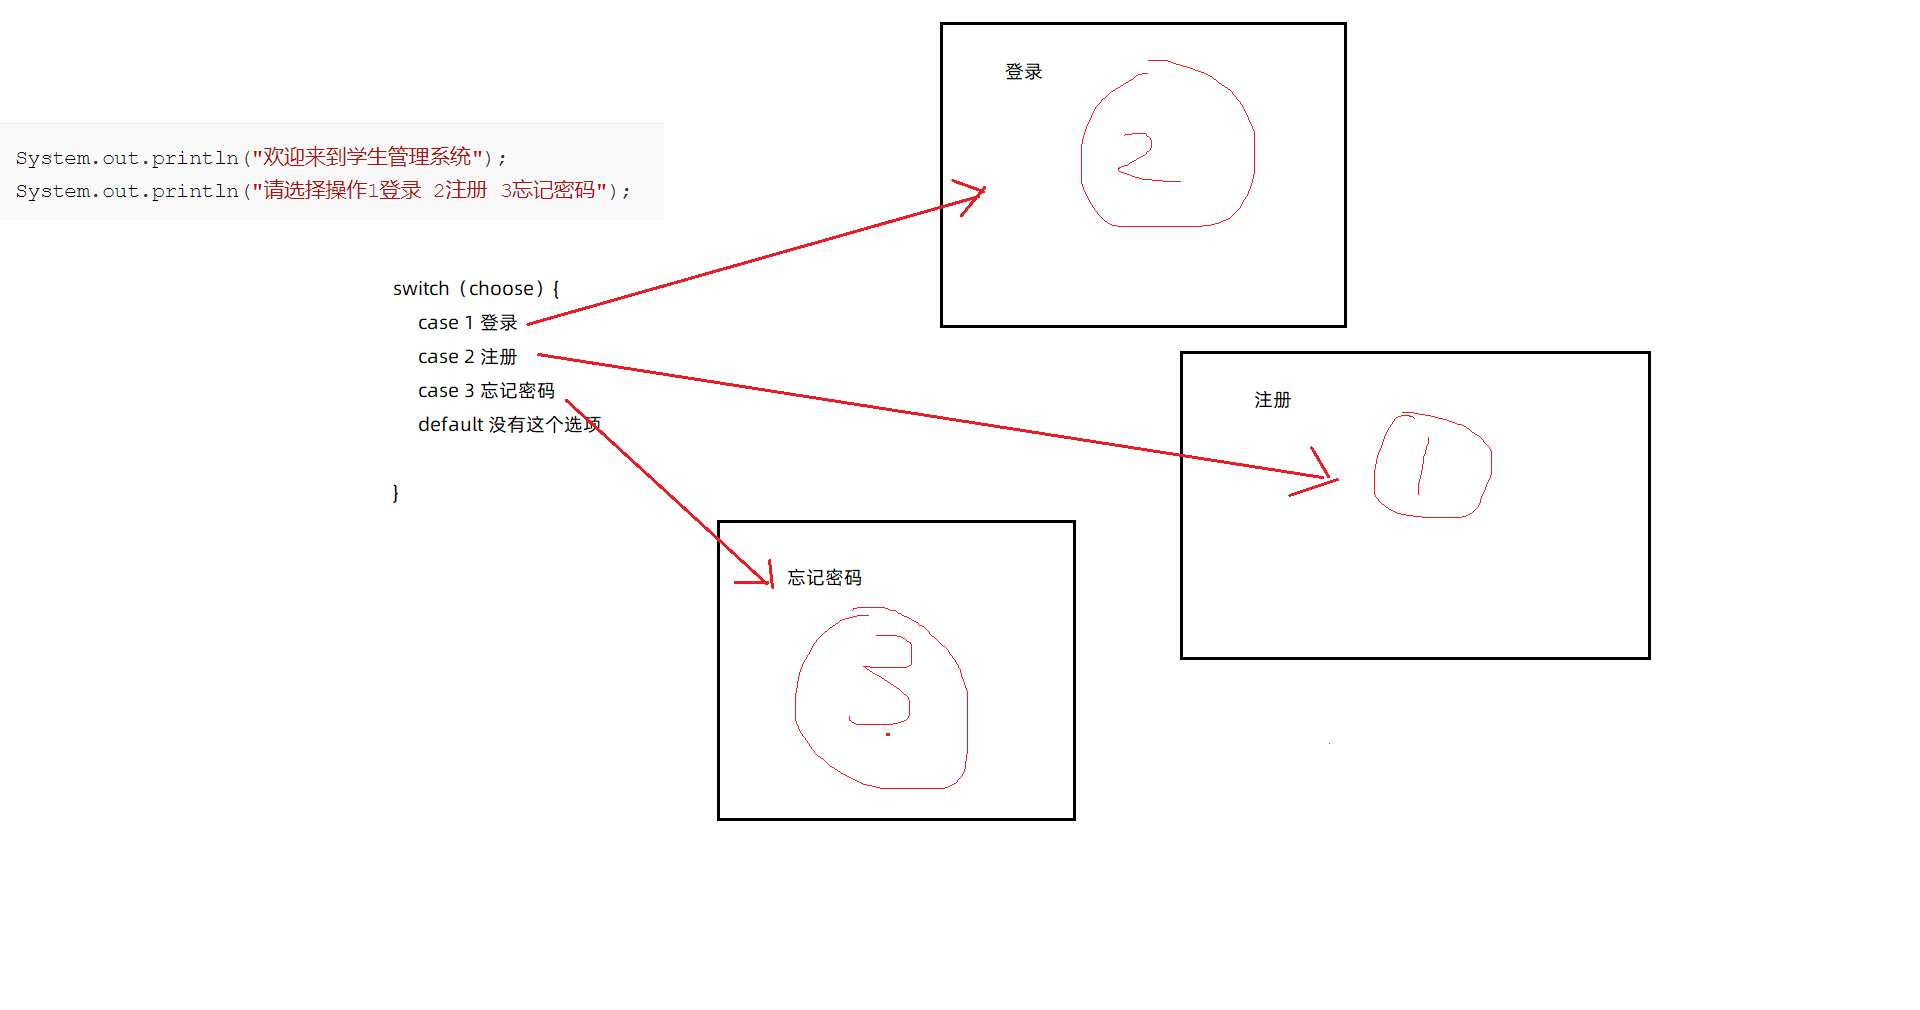 System.out.println("欢迎来到学生管理系统");
System.out.println("请选择操作1登录 2注册 3忘记密码");
switch（choose）{
case 1 登录
case 2 注册
case 3 忘记密码
default 没有这个选项
}
登录
2
注册
1
忘记密码
3